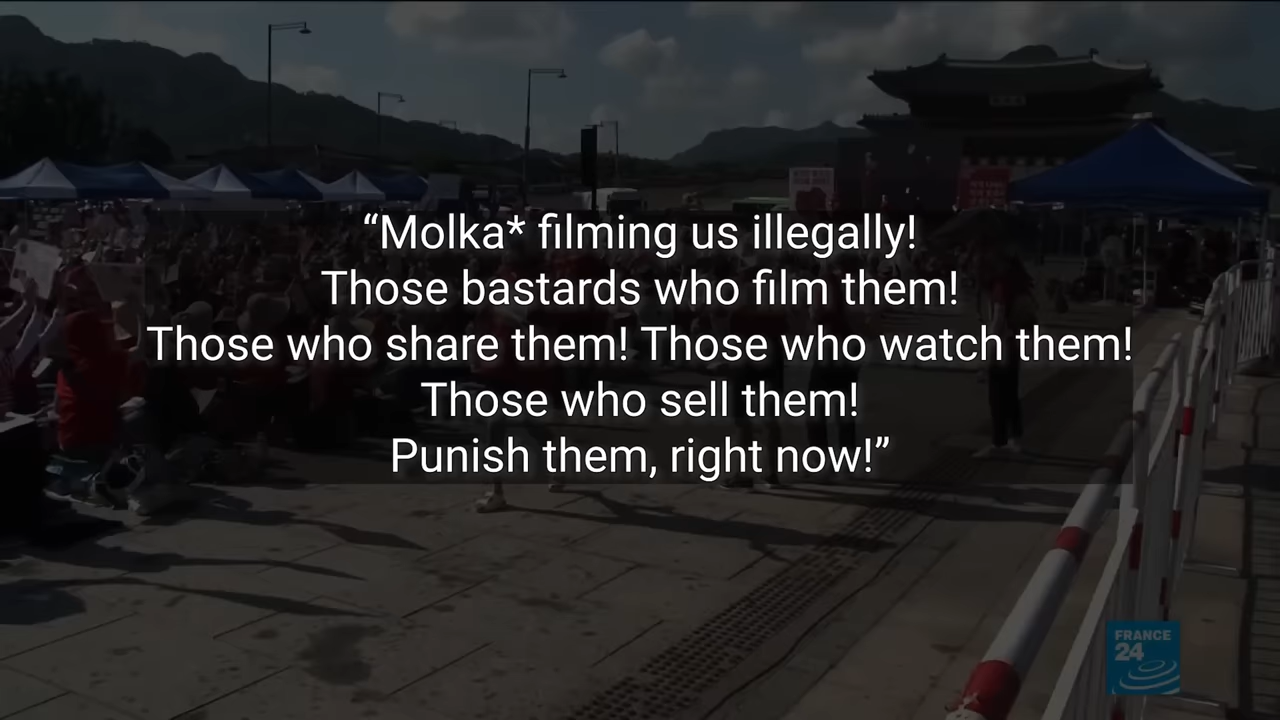 “Molka* filming us illegally!
Those bastards who film them!
Those who share them! Those who watch them!
Those who sell them!
Punish them, right now!”
FRANCE
24